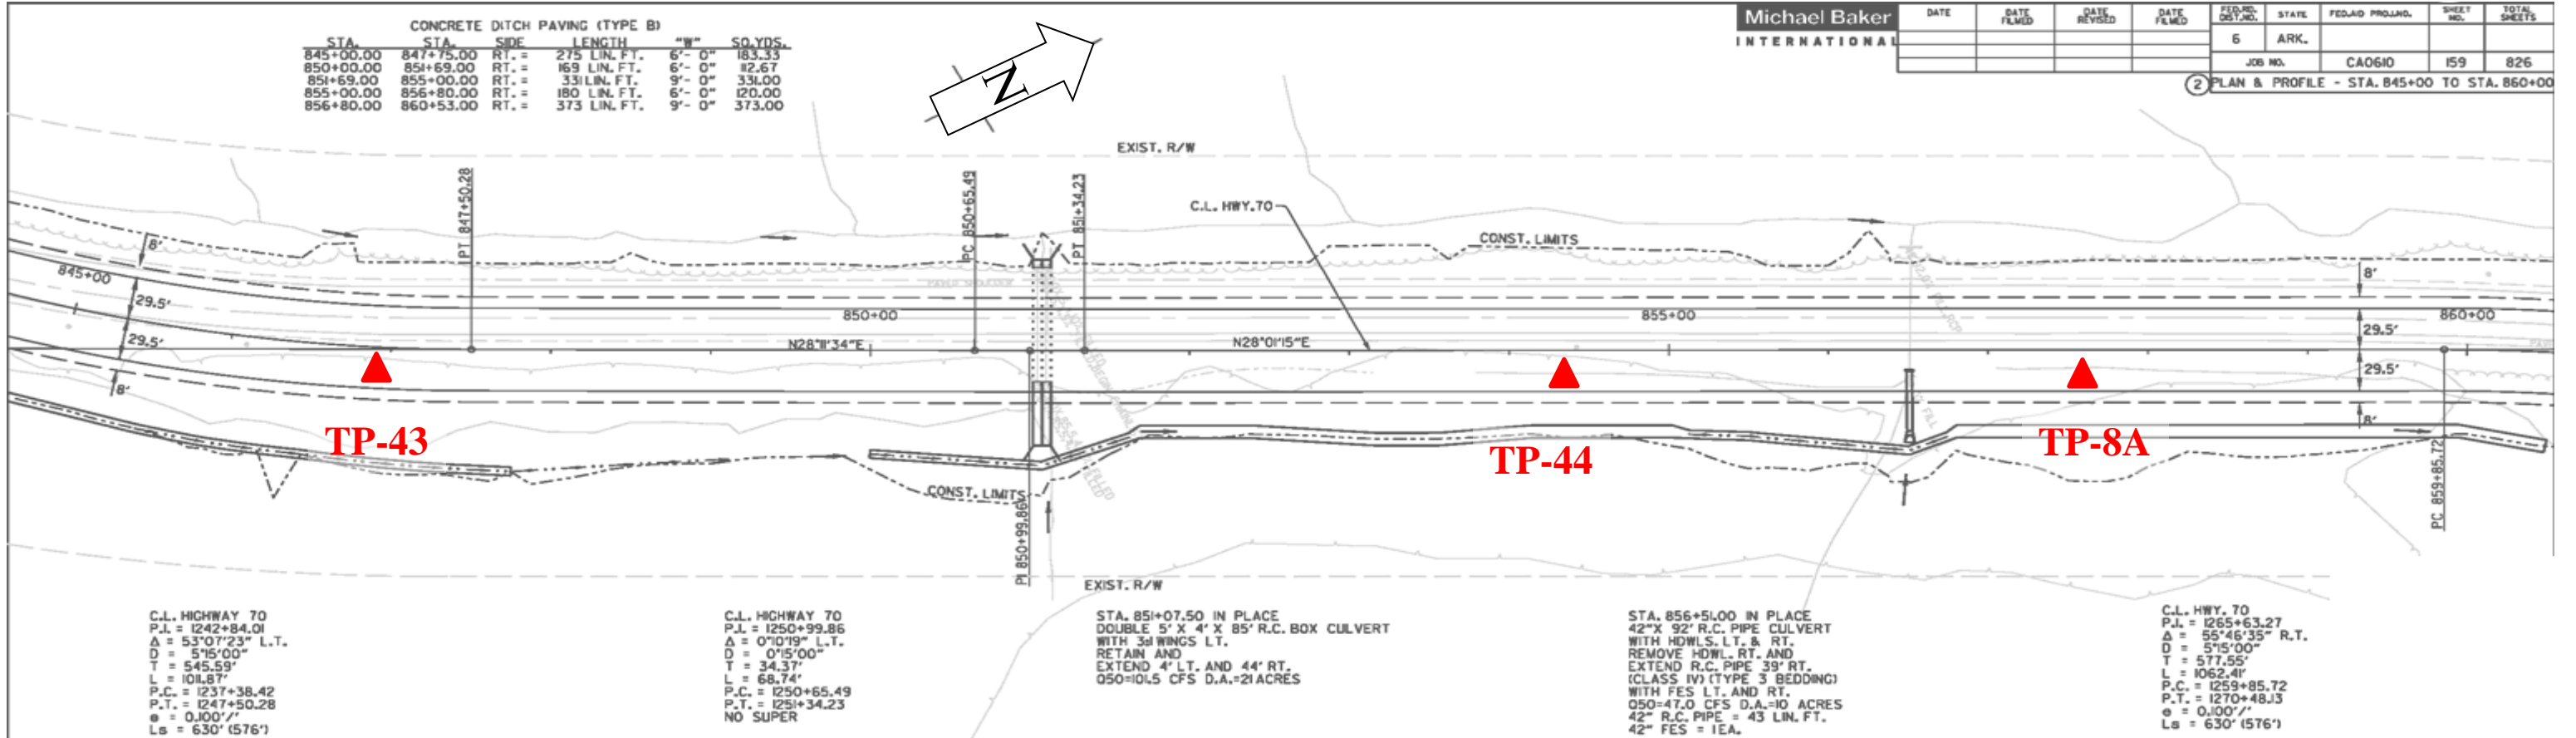 CONCRETE DITCH PAVING (TYPE B)
STA. STA. SIDE LENGTH "W" SQ.YDS.
845+00.00 847+75.00 RT. = 275 LIN. FT. 6'- 0" 183.33
850+00.00 851+69.00 RT. = 169 LIN. FT. 6'- 0" 112.67
851+69.00 855+00.00 RT. = 331 LIN. FT. 9'- 0" 331.00
855+00.00 856+80.00 RT. = 180 LIN. FT. 6'- 0" 120.00
856+80.00 860+53.00 RT. = 373 LIN. FT. 9'- 0" 373.00
N
Michael Baker
INTERNATIONAL
DATE DATE FILMED DATE REVISED DATE FILMED FED.RD. DIST.NO. STATE FED.AID PROJ.NO. SHEET NO. TOTAL SHEETS
6 ARK.
JOB NO. CA0610 159 826
2 PLAN & PROFILE - STA. 845+00 TO STA. 860+00
EXIST. R/W
PT 847+50.28
PC 850+65.49
PT 851+34.23
C.L. HWY. 70
CONST. LIMITS
8'
845+00
29.5'
29.5'
8'
PAVED SHOULDER
850+00
N28°11'34"E
N28°01'15"E
855+00
860+00
8'
29.5'
29.5'
8'
TP-43
TP-44
TP-8A
CONST. LIMITS
PI 850+99.86
PC 859+85.72
EXIST. R/W
C.L. HIGHWAY 70
P.I. = 1242+84.01
Δ = 53°07'23" L.T.
D = 5°15'00"
T = 545.59'
L = 1011.87'
P.C. = 1237+38.42
P.T. = 1247+50.28
e = 0.100'/'
Ls = 630' (576')
C.L. HIGHWAY 70
P.I. = 1250+99.86
Δ = 0°10'19" L.T.
D = 0°15'00"
T = 34.37'
L = 68.74'
P.C. = 1250+65.49
P.T. = 1251+34.23
NO SUPER
STA. 851+07.50 IN PLACE
DOUBLE 5' X 4' X 85' R.C. BOX CULVERT
WITH 3:1 WINGS LT.
RETAIN AND
EXTEND 4' LT. AND 44' RT.
Q50=101.5 CFS D.A.=21 ACRES
STA. 856+51.00 IN PLACE
42"X 92' R.C. PIPE CULVERT
WITH HDWLS. LT. & RT.
REMOVE HDWL. RT. AND
EXTEND R.C. PIPE 39' RT.
(CLASS IV) (TYPE 3 BEDDING)
WITH FES LT. AND RT.
Q50=47.0 CFS D.A.=10 ACRES
42" R.C. PIPE = 43 LIN. FT.
42" FES = 1 EA.
C.L. HWY. 70
P.I. = 1265+63.27
Δ = 55°46'35" R.T.
D = 5°15'00"
T = 577.55'
L = 1062.41'
P.C. = 1259+85.72
P.T. = 1270+48.13
e = 0.100'/'
Ls = 630' (576')